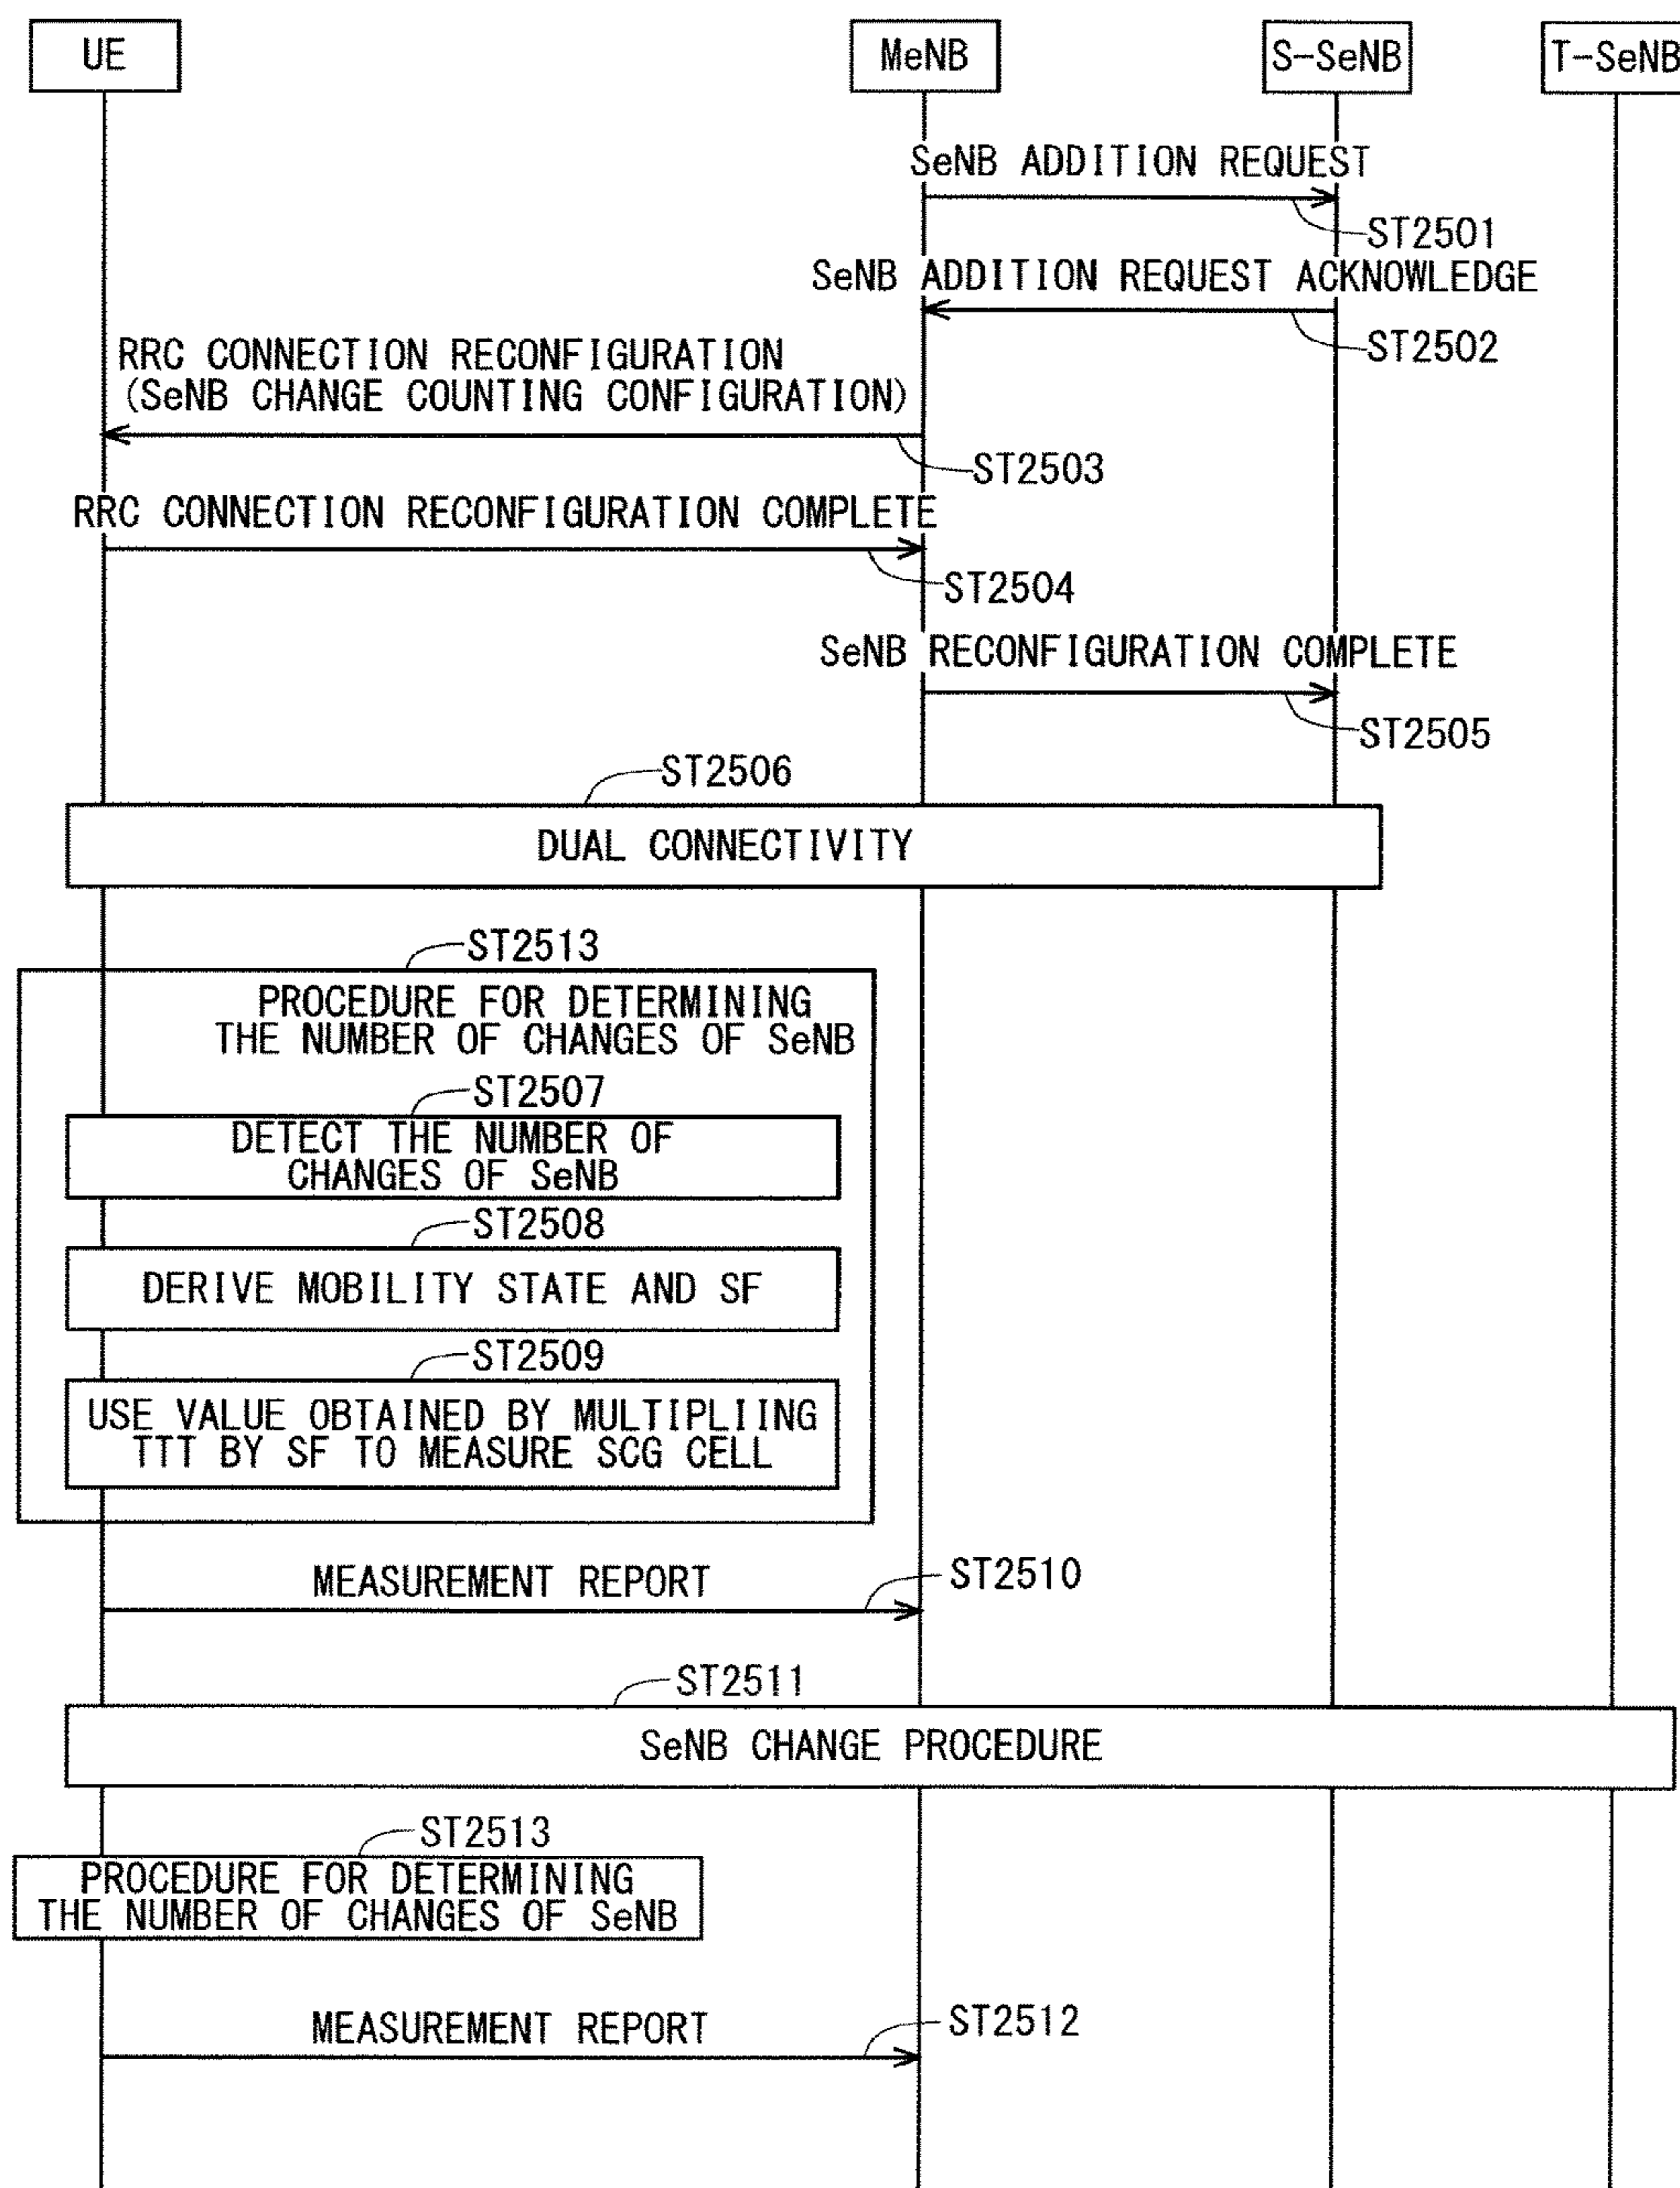 UE
MeNB
S-SeNB
T-SeNB
SeNB ADDITION REQUEST
ST2501
SeNB ADDITION REQUEST ACKNOWLEDGE
ST2502
RRC CONNECTION RECONFIGURATION
(SeNB CHANGE COUNTING CONFIGURATION)
ST2503
RRC CONNECTION RECONFIGURATION COMPLETE
ST2504
SeNB RECONFIGURATION COMPLETE
ST2505
ST2506
DUAL CONNECTIVITY
ST2513
PROCEDURE FOR DETERMINING
THE NUMBER OF CHANGES OF SeNB
ST2507
DETECT THE NUMBER OF
CHANGES OF SeNB
ST2508
DERIVE MOBILITY STATE AND SF
ST2509
USE VALUE OBTAINED BY MULTIPLIING
TTT BY SF TO MEASURE SCG CELL
MEASUREMENT REPORT
ST2510
ST2511
SeNB CHANGE PROCEDURE
ST2513
PROCEDURE FOR DETERMINING
THE NUMBER OF CHANGES OF SeNB
MEASUREMENT REPORT
ST2512